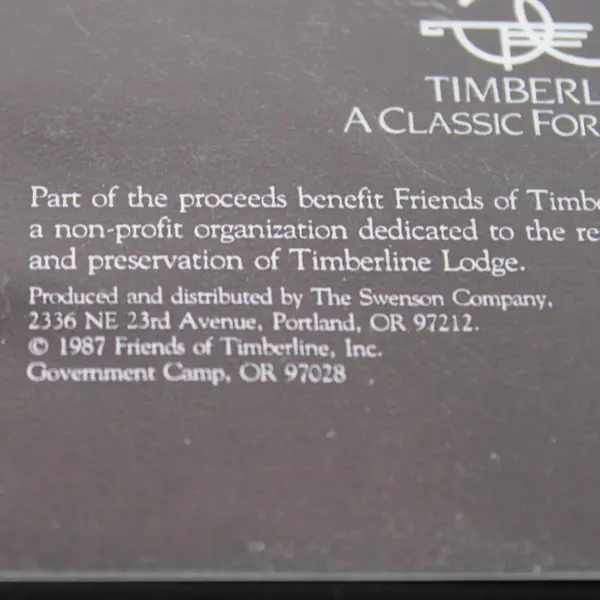 TIMBERL
A CLASSIC FOR
Part of the proceeds benefit Friends of Timb
a non-profit organization dedicated to the re
and preservation of Timberline Lodge.
Produced and distributed by The Swenson Company,
2336 NE 23rd Avenue, Portland, OR 97212.
© 1987 Friends of Timberline, Inc.
Government Camp, OR 97028